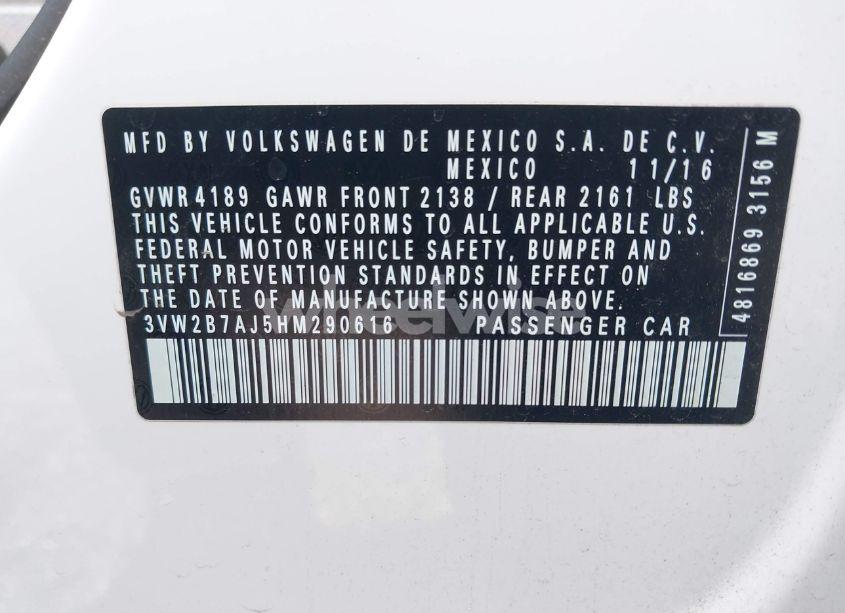 MFD BY VOLKSWAGEN DE MEXICO S.A. DE C.V.
MEXICO 11/16
GVWR 4189 GAWR FRONT 2138 / REAR 2161 LBS
THIS VEHICLE CONFORMS TO ALL APPLICABLE U.S.
FEDERAL MOTOR VEHICLE SAFETY, BUMPER AND
THEFT PREVENTION STANDARDS IN EFFECT ON
THE DATE OF MANUFACTURE SHOWN ABOVE.
3VW2B7AJ5HM290616 PASSENGER CAR
4816869 3156 M
wheelwise